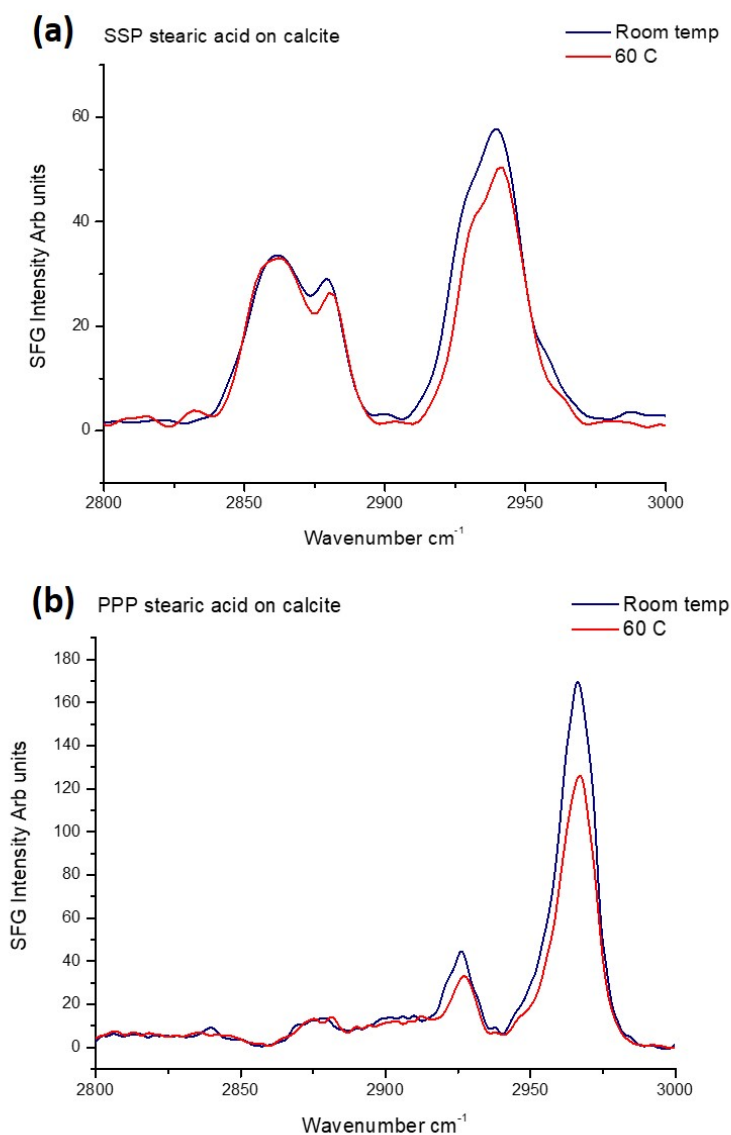 (a) SSP stearic acid on calcite
Room temp
60 C
SFG Intensity Arb units
60
40
20
0
2800 2850 2900 2950 3000
Wavenumber cm⁻¹
(b) PPP stearic acid on calcite
Room temp
60 C
SFG Intensity Arb units
180
160
140
120
100
80
60
40
20
0
2800 2850 2900 2950 3000
Wavenumber cm⁻¹